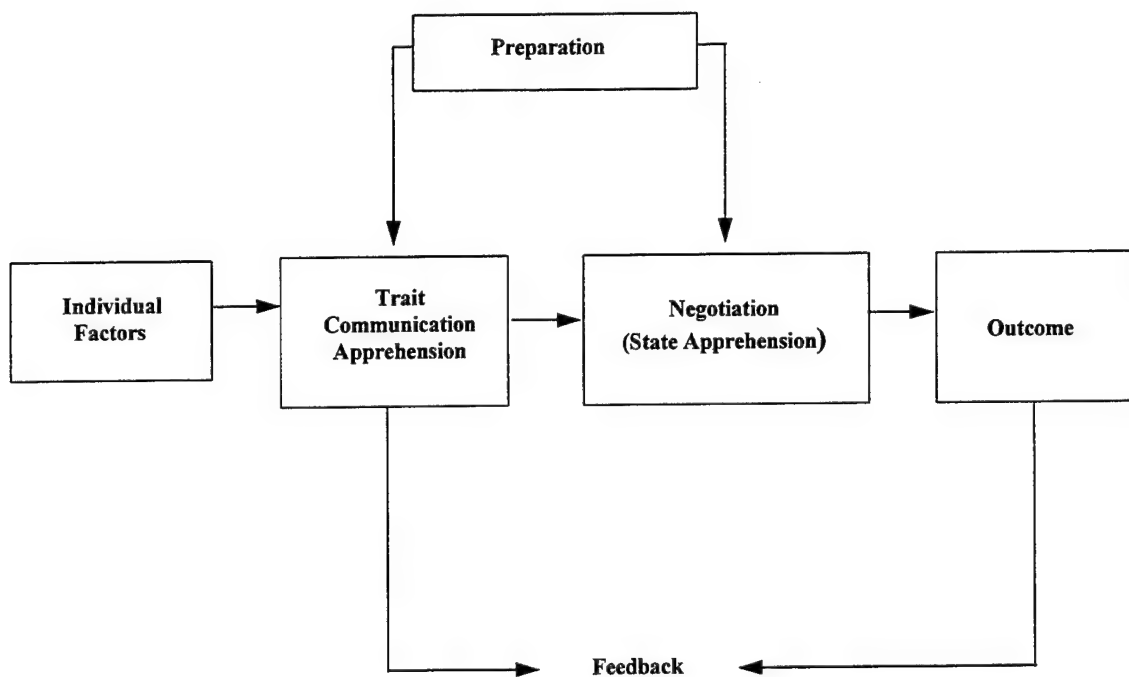 Preparation
Individual
Factors
Trait
Communication
Apprehension
Negotiation
(State Apprehension)
Outcome
Feedback